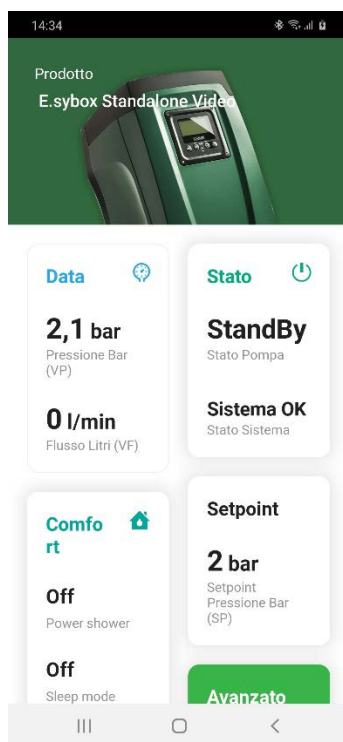 14:34
Prodotto
E.sybox Standalone Video
Data
2,1 bar
Pressione Bar
(VP)
0 l/min
Flusso Litri (VF)
Stato
StandBy
Stato Pompa
Sistema OK
Stato Sistema
Comfo
rt
Off
Power shower
Off
Sleep mode
Setpoint
2 bar
Setpoint
Pressione Bar
(SP)
Avanzato